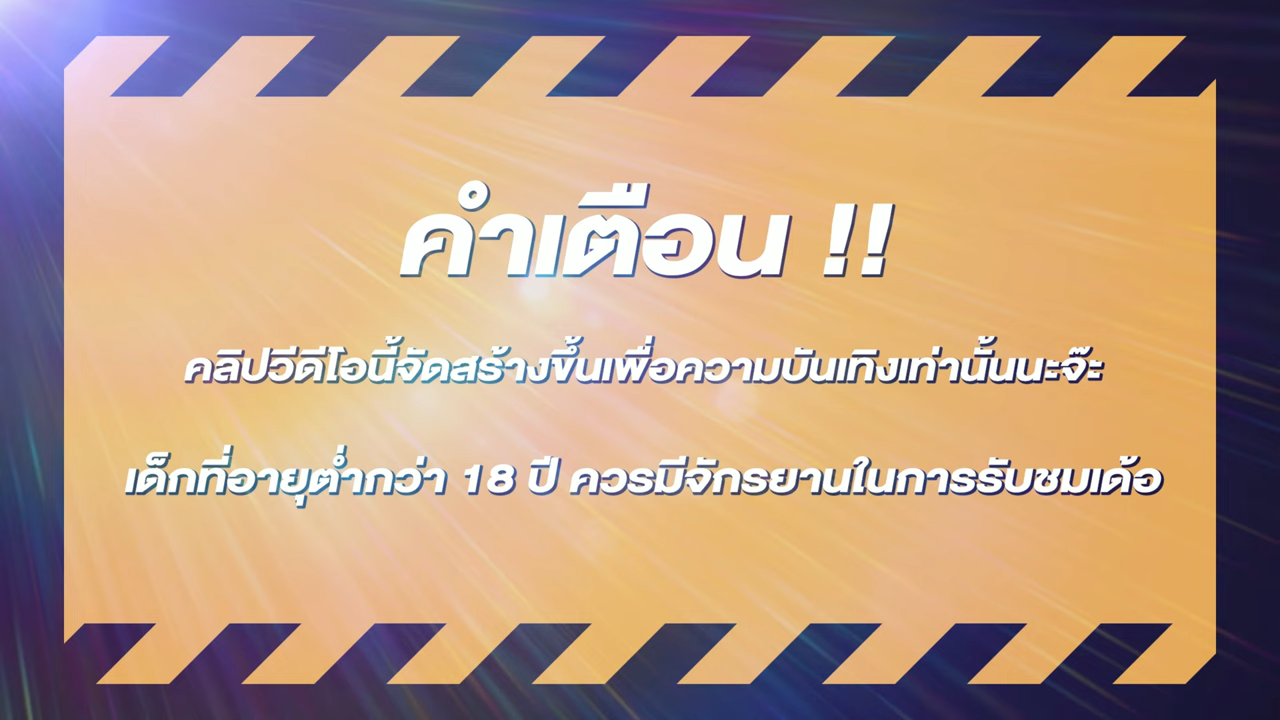 คำเตือน !!
คลิปวีดีโอนี้จัดสร้างขึ้นเพื่อความบันเทิงเท่านั้นนะจ๊ะ
เด็กที่อายุต่ำกว่า 18 ปี ควรมีจักรยานในการรับชมเด้อ